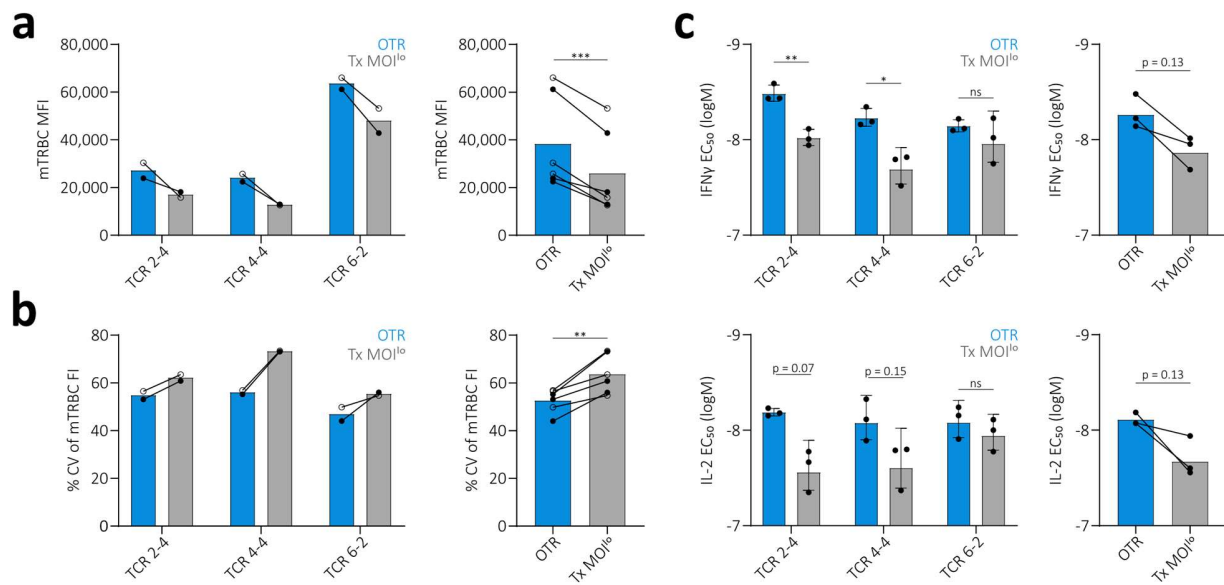 a
80,000
60,000
40,000
20,000
0
mTRBC MFI
OTR
Tx MOIˡᵒ
TCR 2-4
TCR 4-4
TCR 6-2
80,000
60,000
40,000
20,000
0
mTRBC MFI
***
OTR
Tx MOIˡᵒ
b
80
60
40
20
0
% CV of mTRBC FI
OTR
Tx MOIˡᵒ
TCR 2-4
TCR 4-4
TCR 6-2
80
60
40
20
0
% CV of mTRBC FI
**
OTR
Tx MOIˡᵒ
c
-9
-8
-7
IFNγ EC₅₀ (logM)
OTR
Tx MOIˡᵒ
**
*
ns
TCR 2-4
TCR 4-4
TCR 6-2
-9
-8
-7
IFNγ EC₅₀ (logM)
p = 0.13
OTR
Tx MOIˡᵒ
-9
-8
-7
IL-2 EC₅₀ (logM)
OTR
Tx MOIˡᵒ
p = 0.07
p = 0.15
ns
TCR 2-4
TCR 4-4
TCR 6-2
-9
-8
-7
IL-2 EC₅₀ (logM)
p = 0.13
OTR
Tx MOIˡᵒ